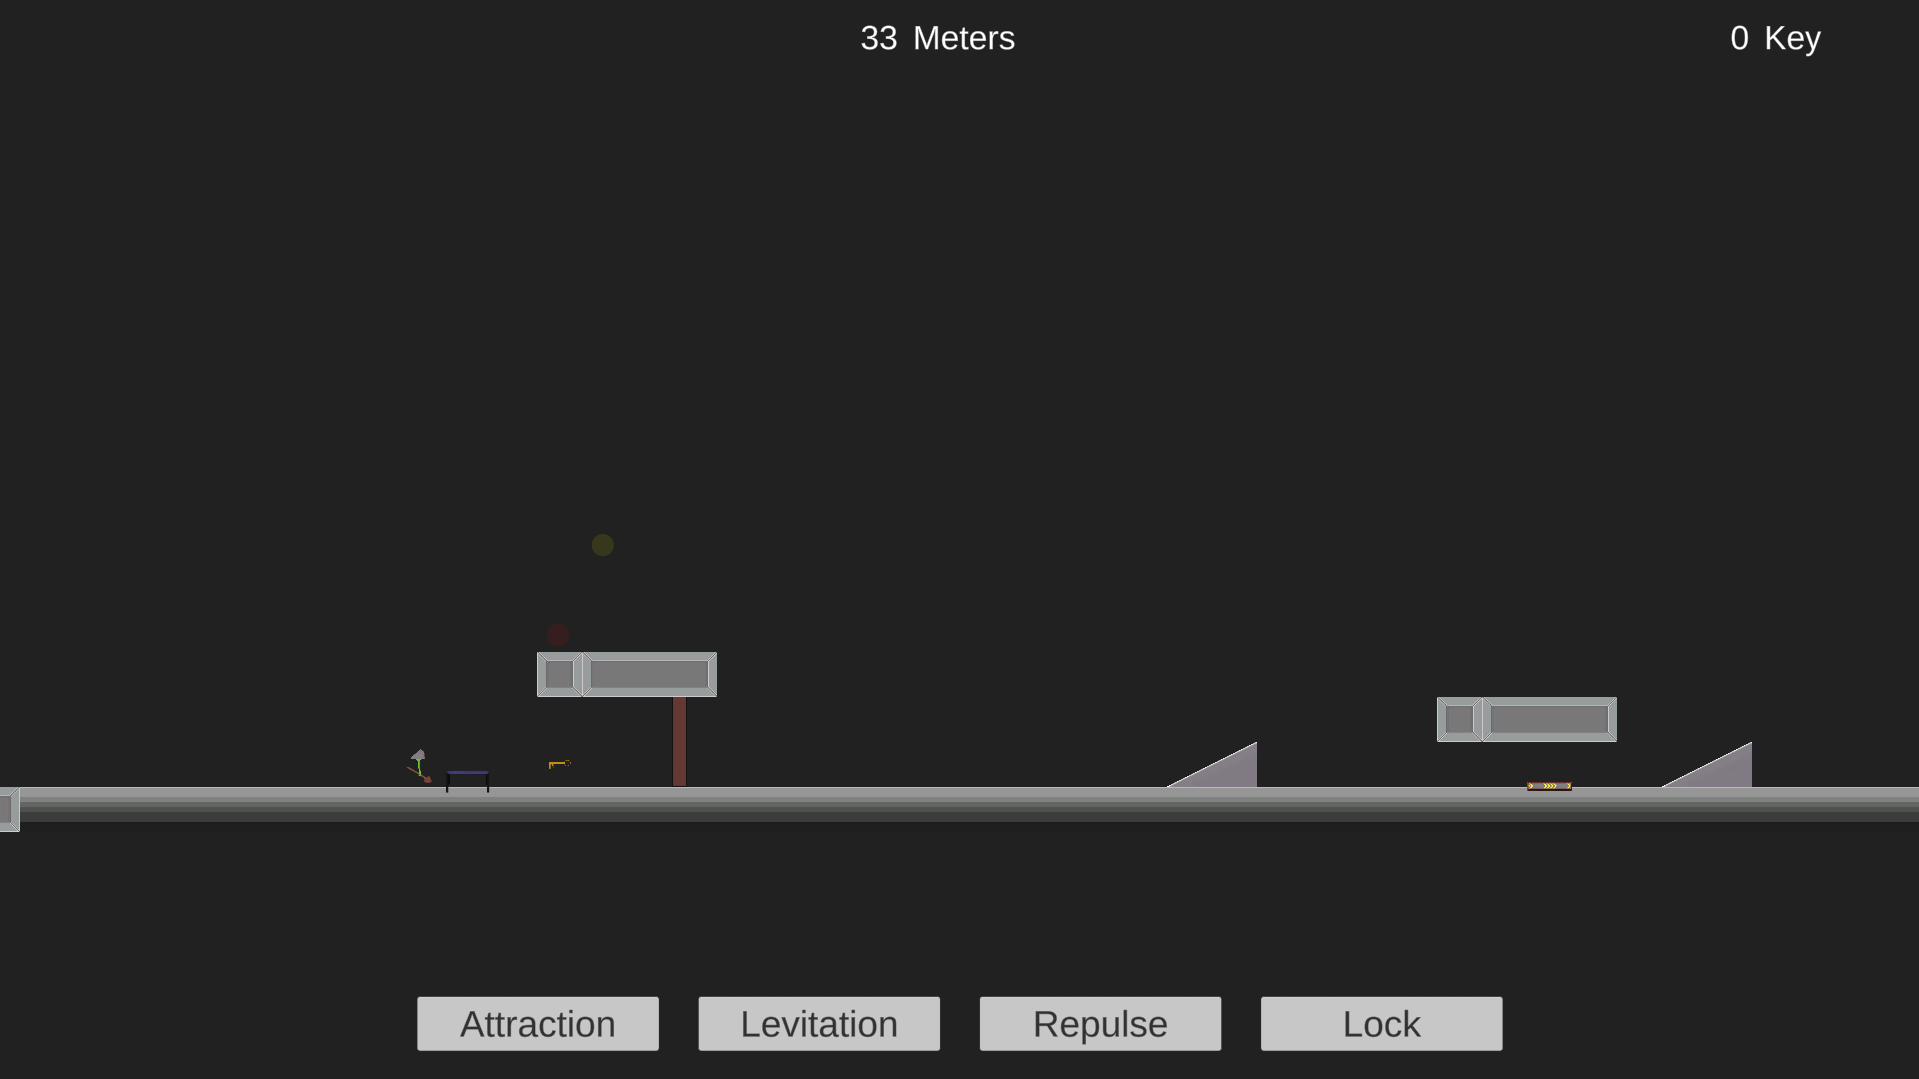 33 Meters
0 Key
Attraction
Levitation
Repulse
Lock